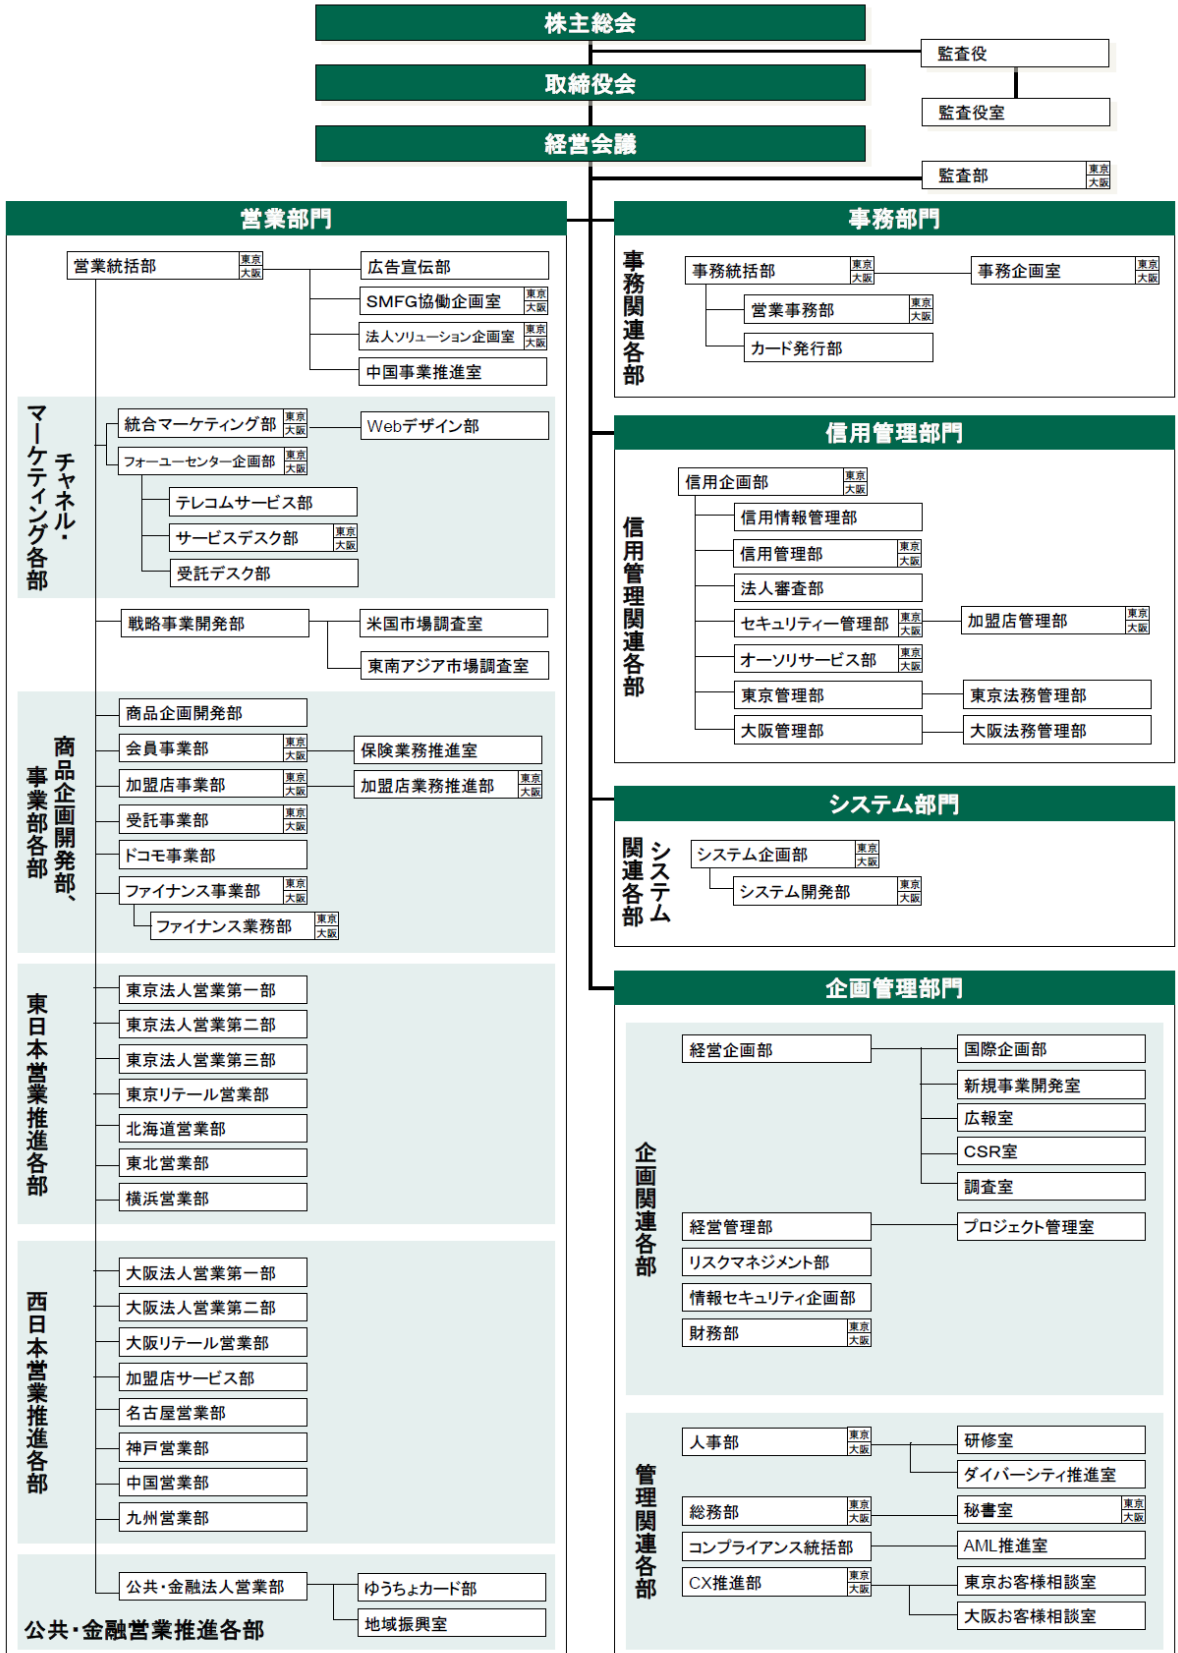 株主総会
監査役
取締役会
監査役室
経営会議
監査部 東京 大阪
営業部門
営業統括部 東京 大阪
広告宣伝部
SMFG協働企画室 東京 大阪
法人ソリューション企画室 東京 大阪
中国事業推進室
チャネル・
マーケティング各部
統合マーケティング部 東京 大阪
Webデザイン部
フォーユーセンター企画部 東京 大阪
テレコムサービス部
サービスデスク部 東京 大阪
受託デスク部
戦略事業開発部
米国市場調査室
東南アジア市場調査室
商品企画開発部、
事業部各部
商品企画開発部
会員事業部 東京 大阪
保険業務推進室
加盟店事業部 東京 大阪
加盟店業務推進部 東京 大阪
受託事業部 東京 大阪
ドコモ事業部
ファイナンス事業部 東京 大阪
ファイナンス業務部 東京 大阪
東日本営業推進各部
東京法人営業第一部
東京法人営業第二部
東京法人営業第三部
東京リテール営業部
北海道営業部
東北営業部
横浜営業部
西日本営業推進各部
大阪法人営業第一部
大阪法人営業第二部
大阪リテール営業部
加盟店サービス部
名古屋営業部
神戸営業部
中国営業部
九州営業部
公共・金融法人営業部
ゆうちょカード部
地域振興室
公共・金融営業推進各部
事務部門
事務関連各部
事務統括部 東京 大阪
事務企画室 東京 大阪
営業事務部 東京 大阪
カード発行部
信用管理部門
信用管理関連各部
信用企画部 東京 大阪
信用情報管理部
信用管理部 東京 大阪
法人審査部
セキュリティー管理部 東京 大阪
加盟店管理部 東京 大阪
オーソリサービス部 東京 大阪
東京管理部
東京法務管理部
大阪管理部
大阪法務管理部
システム部門
システム
関連各部
システム企画部 東京 大阪
システム開発部 東京 大阪
企画管理部門
企画関連各部
経営企画部
国際企画部
新規事業開発室
広報室
CSR室
調査室
経営管理部
プロジェクト管理室
リスクマネジメント部
情報セキュリティ企画部
財務部 東京 大阪
管理関連各部
人事部 東京 大阪
研修室
ダイバーシティ推進室
総務部 東京 大阪
秘書室 東京 大阪
コンプライアンス統括部
AML推進室
CX推進部 東京 大阪
東京お客様相談室
大阪お客様相談室